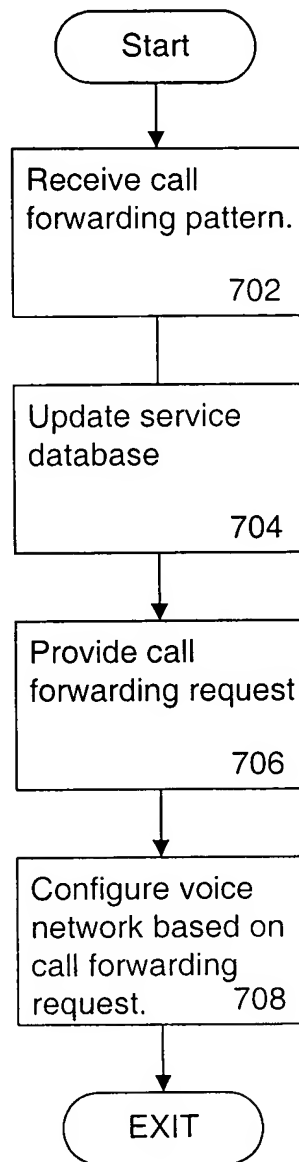 Start
Receive call
forwarding pattern.
702
Update service
database
704
Provide call
forwarding request
706
Configure voice
network based on
call forwarding
request. 708
EXIT